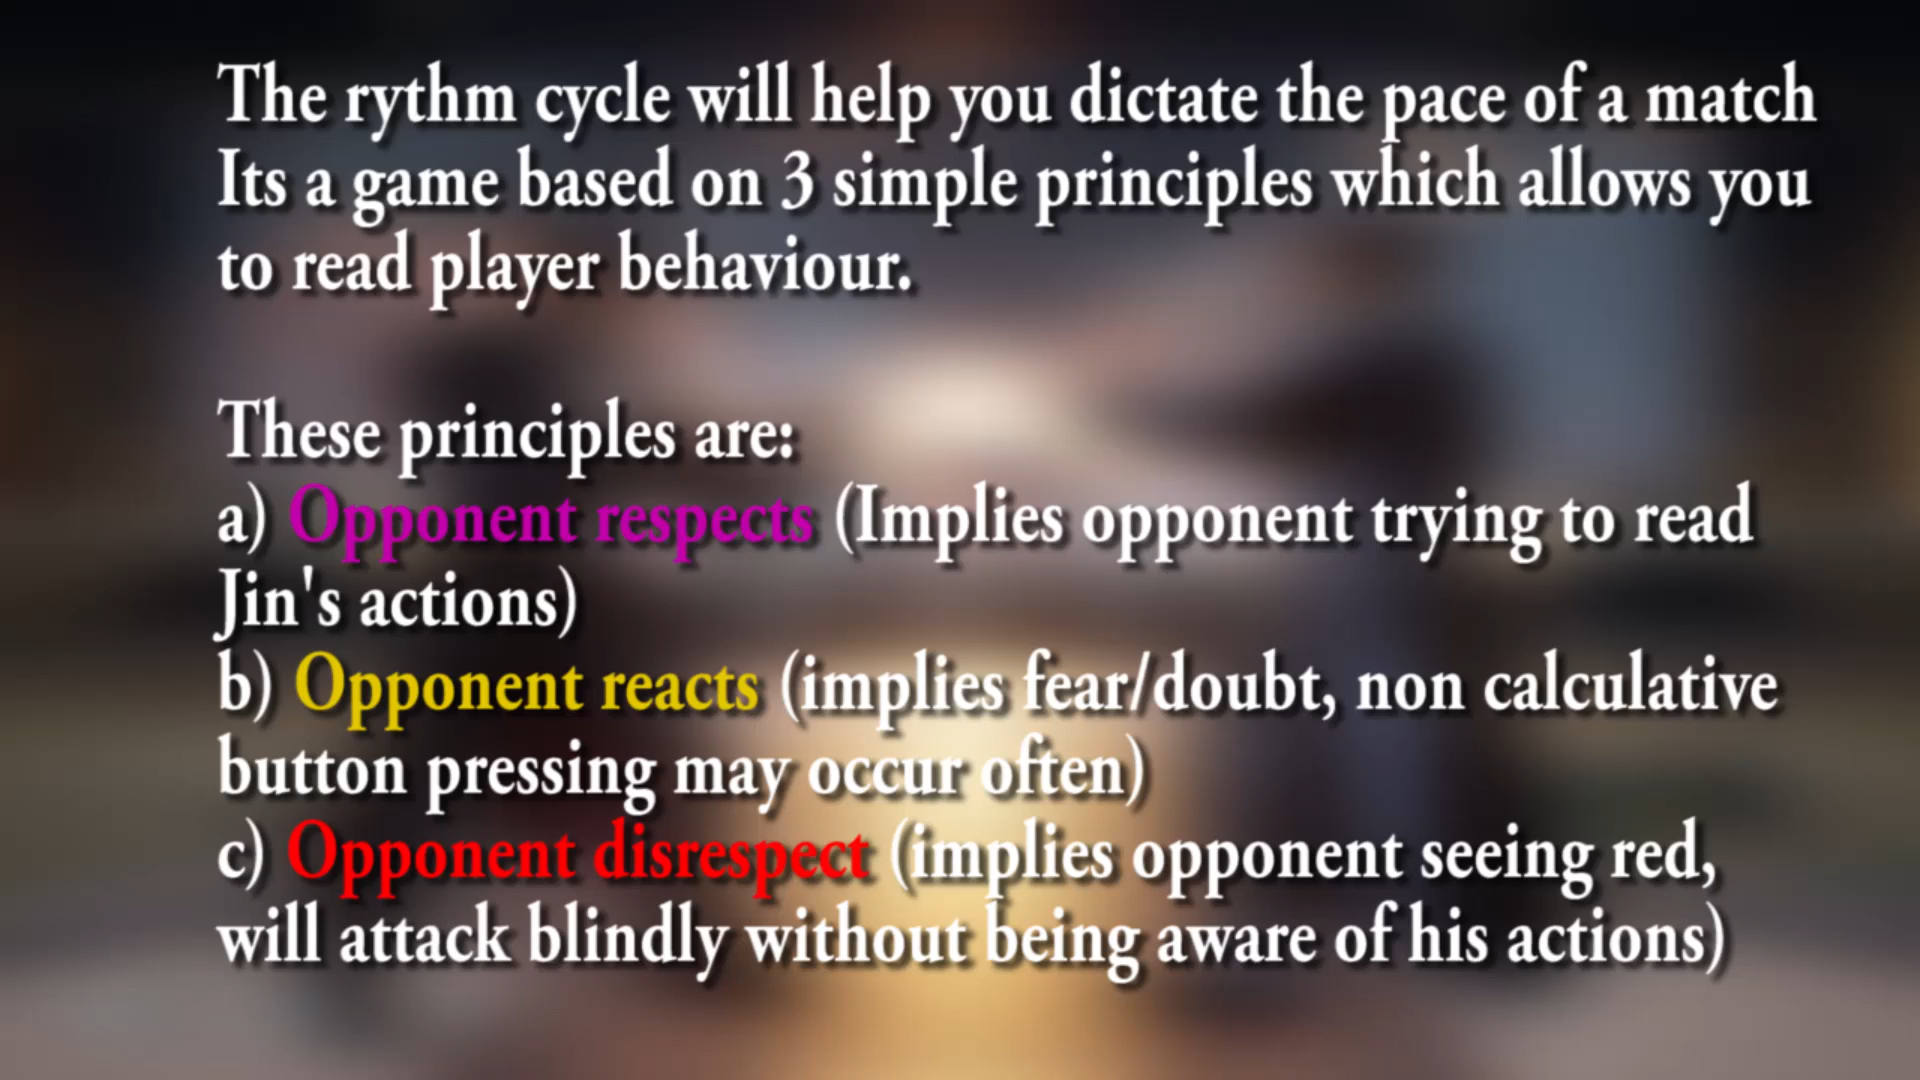 The rythm cycle will help you dictate the pace of a match
Its a game based on 3 simple principles which allows you
to read player behaviour.
These principles are:
a) Opponent respects (Implies opponent trying to read
Jin's actions)
b) Opponent reacts (implies fear/doubt, non calculative
button pressing may occur often)
c) Opponent disrespect (implies opponent seeing red,
will attack blindly without being aware of his actions)